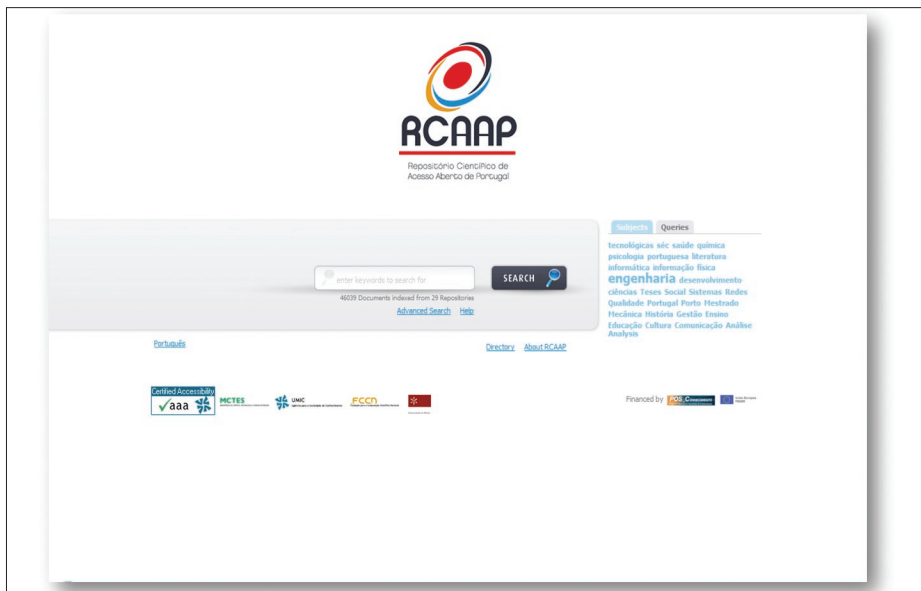 RCAAP
Repositório Científico de
Acesso Aberto de Portugal
Subjects Queries
tecnológicas séc saúde química
psicologia portuguesa literatura
informática informação física
engenharia desenvolvimento
ciências Teses Social Sistemas Redes
Qualidade Portugal Porto Mestrado
Mecânica História Gestão Ensino
Educação Cultura Comunicação Análise
Analysis
enter keywords to search for
SEARCH
46039 Documents indexed from 29 Repositories
Advanced Search Help
Português
Directory About RCAAP
Certified Accessibility
aaa
MCTES
UMIC
FCCN
Financed by